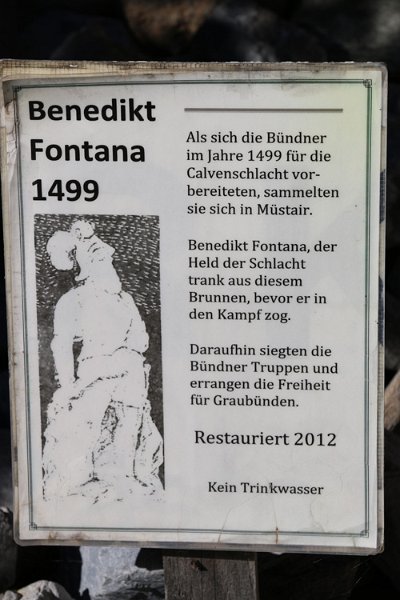 Benedikt
Fontana
1499
Als sich die Bündner
im Jahre 1499 für die
Calvenschlacht vor-
bereiteten, sammelten
sie sich in Müstair.
Benedikt Fontana, der
Held der Schlacht
trank aus diesem
Brunnen, bevor er in
den Kampf zog.
Daraufhin siegten die
Bündner Truppen und
errangen die Freiheit
für Graubünden.
Restauriert 2012
Kein Trinkwasser